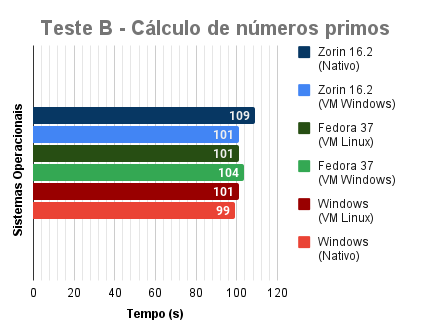 Teste B - Cálculo de números primos
Zorin 16.2
(Nativo)
Zorin 16.2
(VM Windows)
Fedora 37
(VM Linux)
Fedora 37
(VM Windows)
Windows
(VM Linux)
Windows
(Nativo)
Sistemas Operacionais
109
101
101
104
101
99
0 20 40 60 80 100 120
Tempo (s)